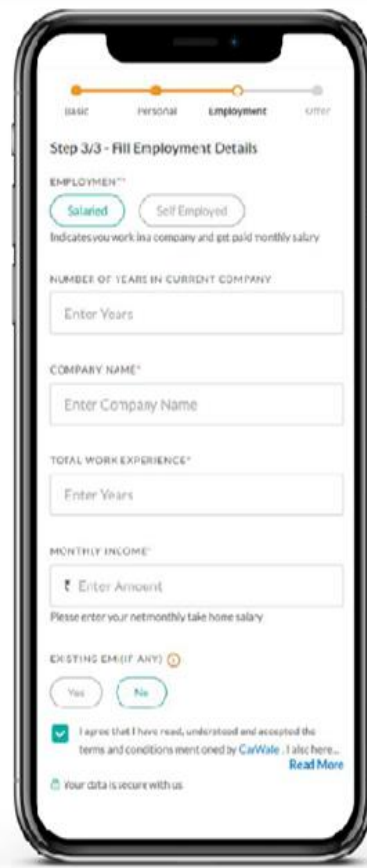 Basic Personal Employment Offer
Step 3/3 - Fill Employment Details
EMPLOYMENT*
Salaried Self Employed
Indicates you work in a company and get paid monthly salary
NUMBER OF YEARS IN CURRENT COMPANY
Enter Years
COMPANY NAME*
Enter Company Name
TOTAL WORK EXPERIENCE*
Enter Years
MONTHLY INCOME*
₹ Enter Amount
Please enter your netmonthly take home salary
EXISTING EMI(IF ANY)
Yes No
I agree that I have read, understood and accepted the
terms and conditions mentioned by CarWale . I also here...
Read More
Your data is secure with us